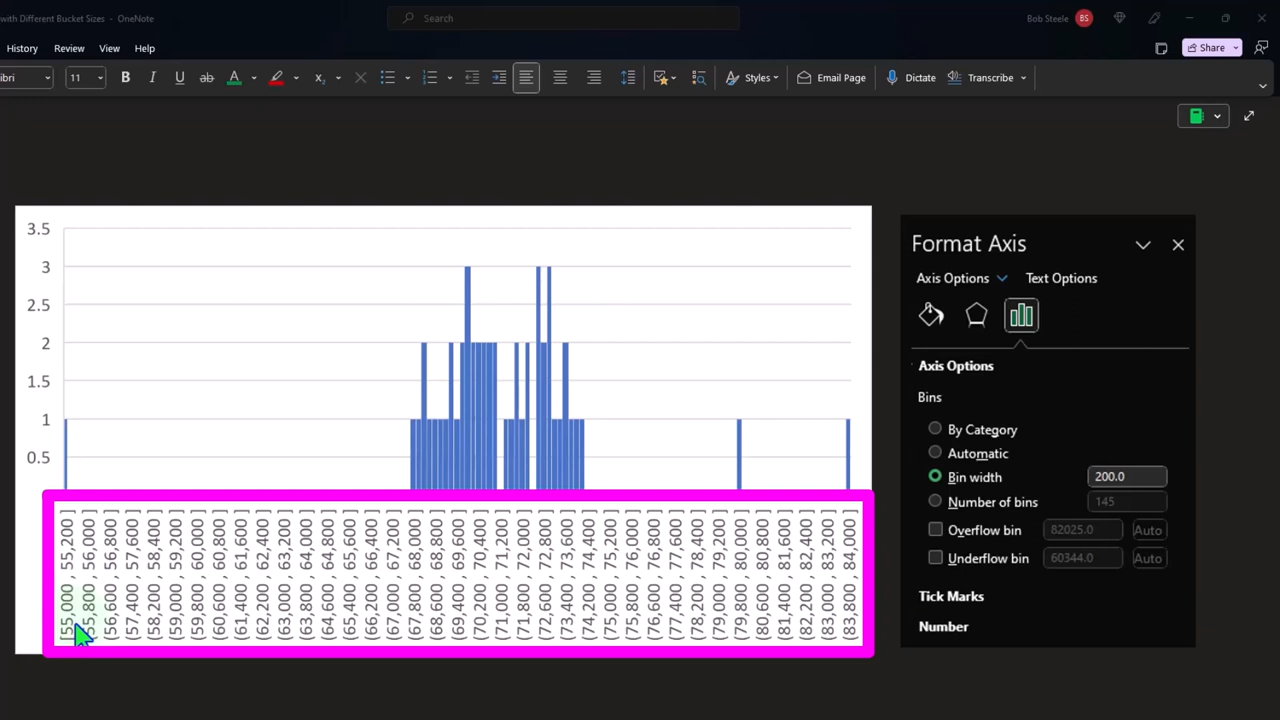 with Different Bucket Sizes - OneNote
Search
Bob Steele
BS
History
Review
View
Help
Share
11
B
I
U
ab
A
Styles
Email Page
Dictate
Transcribe
3.5
3
2.5
2
1.5
1
0.5
[55,000 , 55,200 ]
(55,800 , 56,000 ]
(56,600 , 56,800 ]
(57,400 , 57,600 ]
(58,200 , 58,400 ]
(59,000 , 59,200 ]
(59,800 , 60,000 ]
(60,600 , 60,800 ]
(61,400 , 61,600 ]
(62,200 , 62,400 ]
(63,000 , 63,200 ]
(63,800 , 64,000 ]
(64,600 , 64,800 ]
(65,400 , 65,600 ]
(66,200 , 66,400 ]
(67,000 , 67,200 ]
(67,800 , 68,000 ]
(68,600 , 68,800 ]
(69,400 , 69,600 ]
(70,200 , 70,400 ]
(71,000 , 71,200 ]
(71,800 , 72,000 ]
(72,600 , 72,800 ]
(73,400 , 73,600 ]
(74,200 , 74,400 ]
(75,000 , 75,200 ]
(75,800 , 76,000 ]
(76,600 , 76,800 ]
(77,400 , 77,600 ]
(78,200 , 78,400 ]
(79,000 , 79,200 ]
(79,800 , 80,000 ]
(80,600 , 80,800 ]
(81,400 , 81,600 ]
(82,200 , 82,400 ]
(83,000 , 83,200 ]
(83,800 , 84,000 ]
Format Axis
Axis Options
Text Options
Axis Options
Bins
By Category
Automatic
Bin width 200.0
Number of bins 145
Overflow bin 82025.0 Auto
Underflow bin 60344.0 Auto
Tick Marks
Number